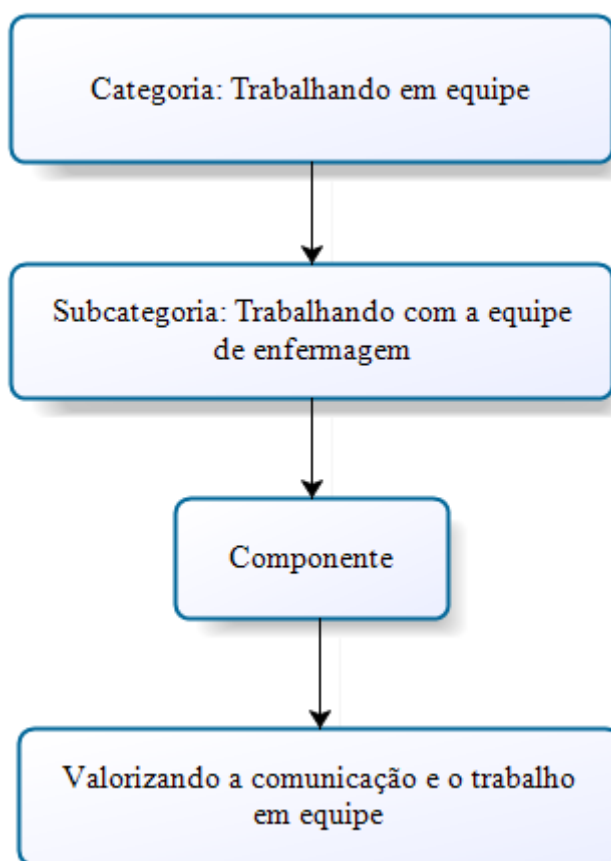 Categoria: Trabalhando em equipe
Subcategoria: Trabalhando com a equipe
de enfermagem
Componente
Valorizando a comunicação e o trabalho
em equipe